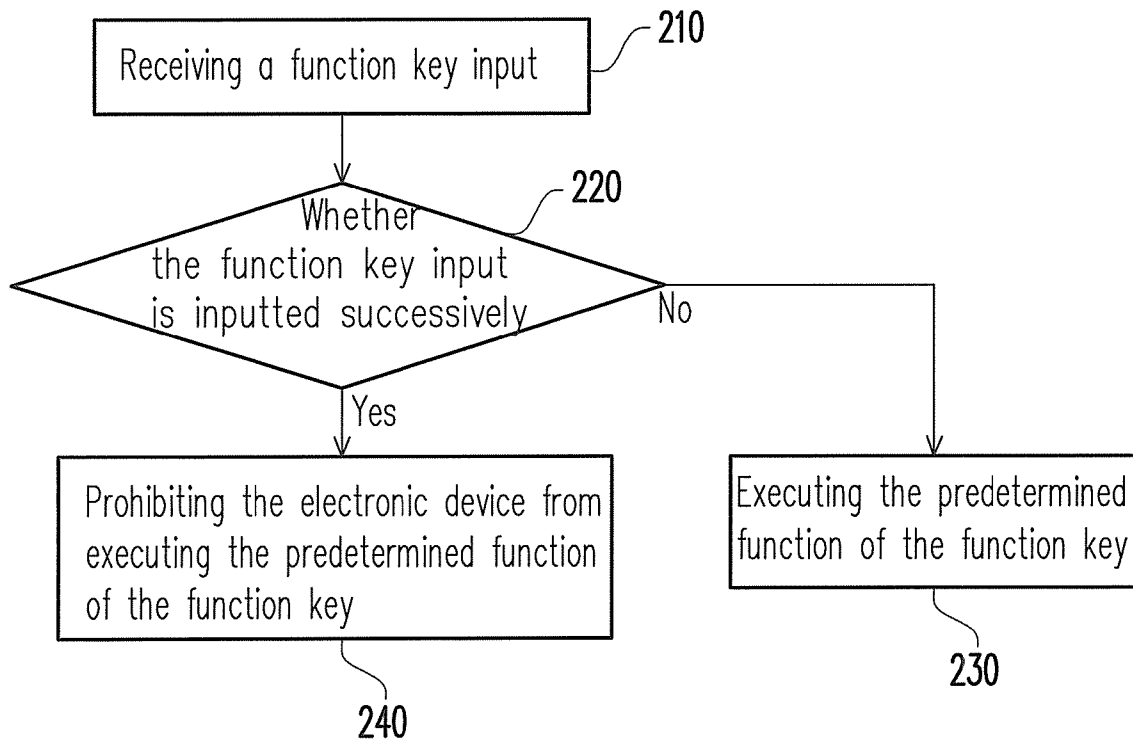 Receiving a function key input
210
220
Whether
the function key input
is inputted successively
No
Yes
Prohibiting the electronic device from
executing the predetermined function
of the function key
240
Executing the predetermined
function of the function key
230